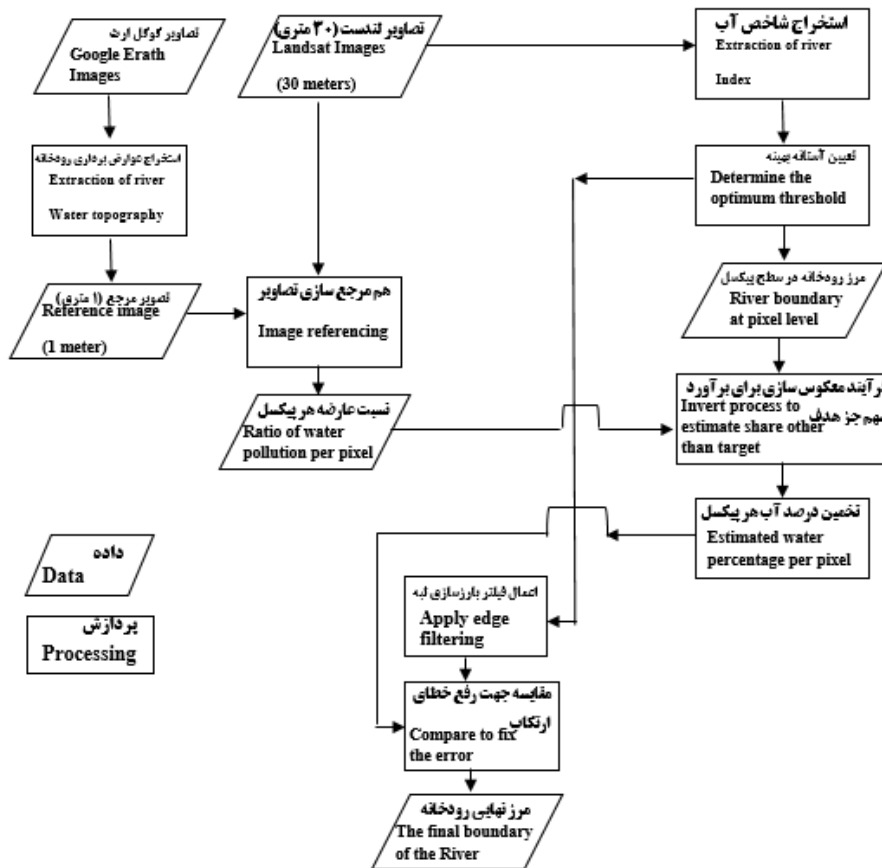 تصاویر گوگل ارث
Google Erath
Images
تصاویر لندست (۳۰ متری)
Landsat Images
(30 meters)
استخراج شاخص آب
Extraction of river
Index
استخراج عوارض برداری رودخانه
Extraction of river
Water topography
تعیین آستانه بهینه
Determine the
optimum threshold
تصویر مرجع (۱ متری)
Reference image
(1 meter)
هم مرجع سازی تصاویر
Image referencing
مرز رودخانه در سطح پیکسل
River boundary
at pixel level
نسبت عارضه هر پیکسل
Ratio of water
pollution per pixel
رآیند معکوس سازی برای برآورد
سهم جز هدف
Invert process to
estimate share other
than target
تخمین درصد آب هر پیکسل
Estimated water
percentage per pixel
داده
Data
پردازش
Processing
اعمال فیلتر بارزسازی لبه
Apply edge
filtering
مقایسه جهت رفع خطای
ارتکاب
Compare to fix
the error
مرز نهایی رودخانه
The final boundary
of the River